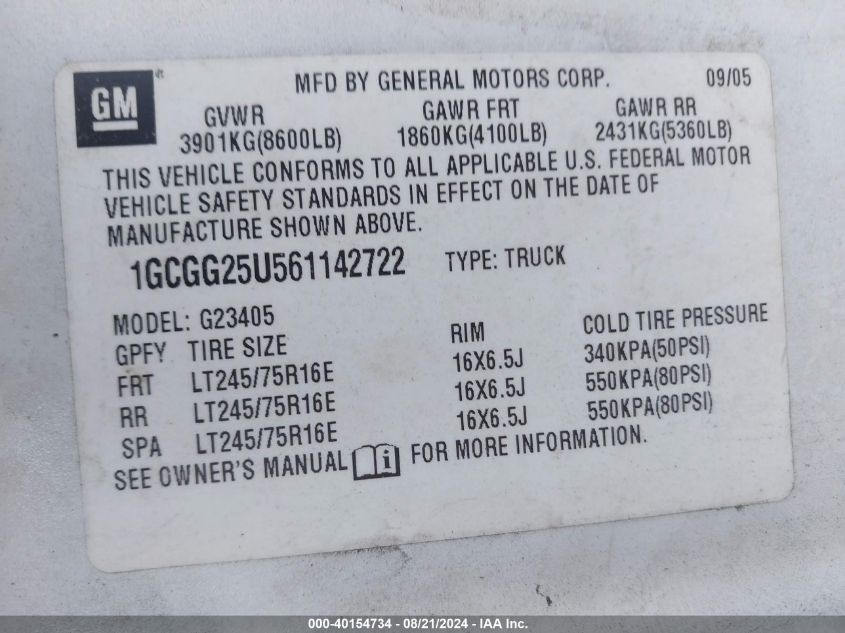 GM
MFD BY GENERAL MOTORS CORP. 09/05
GVWR GAWR FRT GAWR RR
3901KG(8600LB) 1860KG(4100LB) 2431KG(5360LB)
THIS VEHICLE CONFORMS TO ALL APPLICABLE U.S. FEDERAL MOTOR
VEHICLE SAFETY STANDARDS IN EFFECT ON THE DATE OF
MANUFACTURE SHOWN ABOVE.
1GCGG25U561142722 TYPE: TRUCK
MODEL: G23405
GPFY TIRE SIZE RIM COLD TIRE PRESSURE
FRT LT245/75R16E 16X6.5J 340KPA(50PSI)
RR LT245/75R16E 16X6.5J 550KPA(80PSI)
SPA LT245/75R16E 16X6.5J 550KPA(80PSI)
SEE OWNER'S MANUAL i FOR MORE INFORMATION.
000-40154734 - 08/21/2024 - IAA Inc.